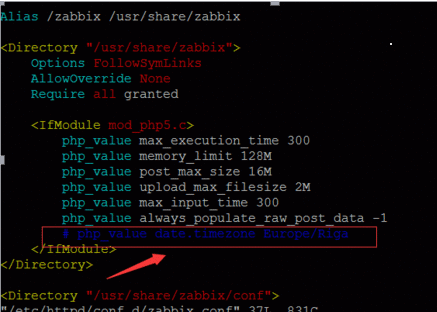 Alias /zabbix /usr/share/zabbix
<Directory "/usr/share/zabbix">
Options FollowSymLinks
AllowOverride None
Require all granted
<IfModule mod_php5.c>
php_value max_execution_time 300
php_value memory_limit 128M
php_value post_max_size 16M
php_value upload_max_filesize 2M
php_value max_input_time 300
php_value always_populate_raw_post_data -1
# php_value date.timezone Europe/Riga
</IfModule>
</Directory>
<Directory "/usr/share/zabbix/conf">
"/etc/httpd/conf.d/zabbix.conf" 37L, 831C